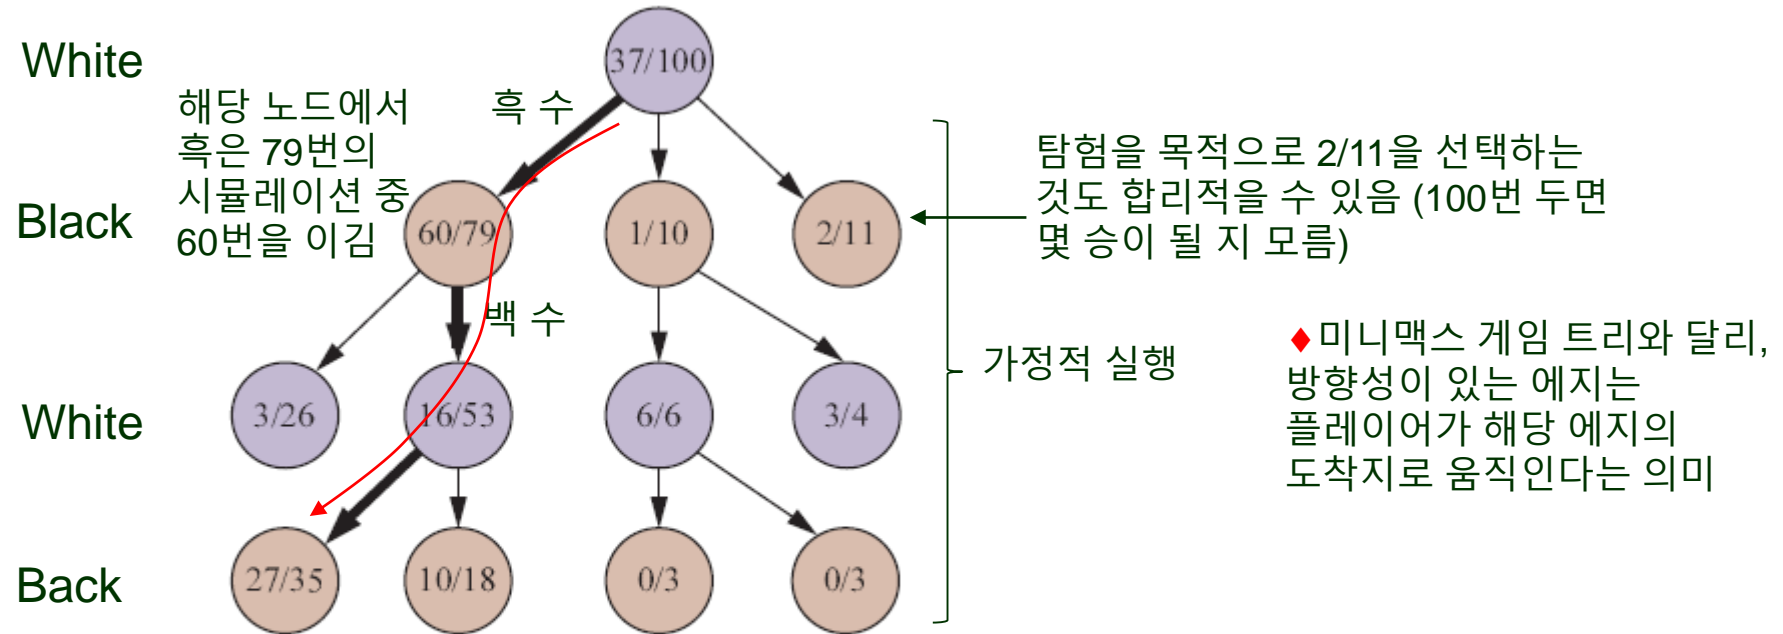 White
37/100
해당 노드에서
흑은 79번의
시뮬레이션 중
60번을 이김
흑 수
탐험을 목적으로 2/11을 선택하는
것도 합리적을 수 있음 (100번 두면
몇 승이 될 지 모름)
Black
60/79
1/10
2/11
백 수
가정적 실행
♦미니맥스 게임 트리와 달리,
방향성이 있는 에지는
플레이어가 해당 에지의
도착지로 움직인다는 의미
White
3/26
16/53
6/6
3/4
Back
27/35
10/18
0/3
0/3